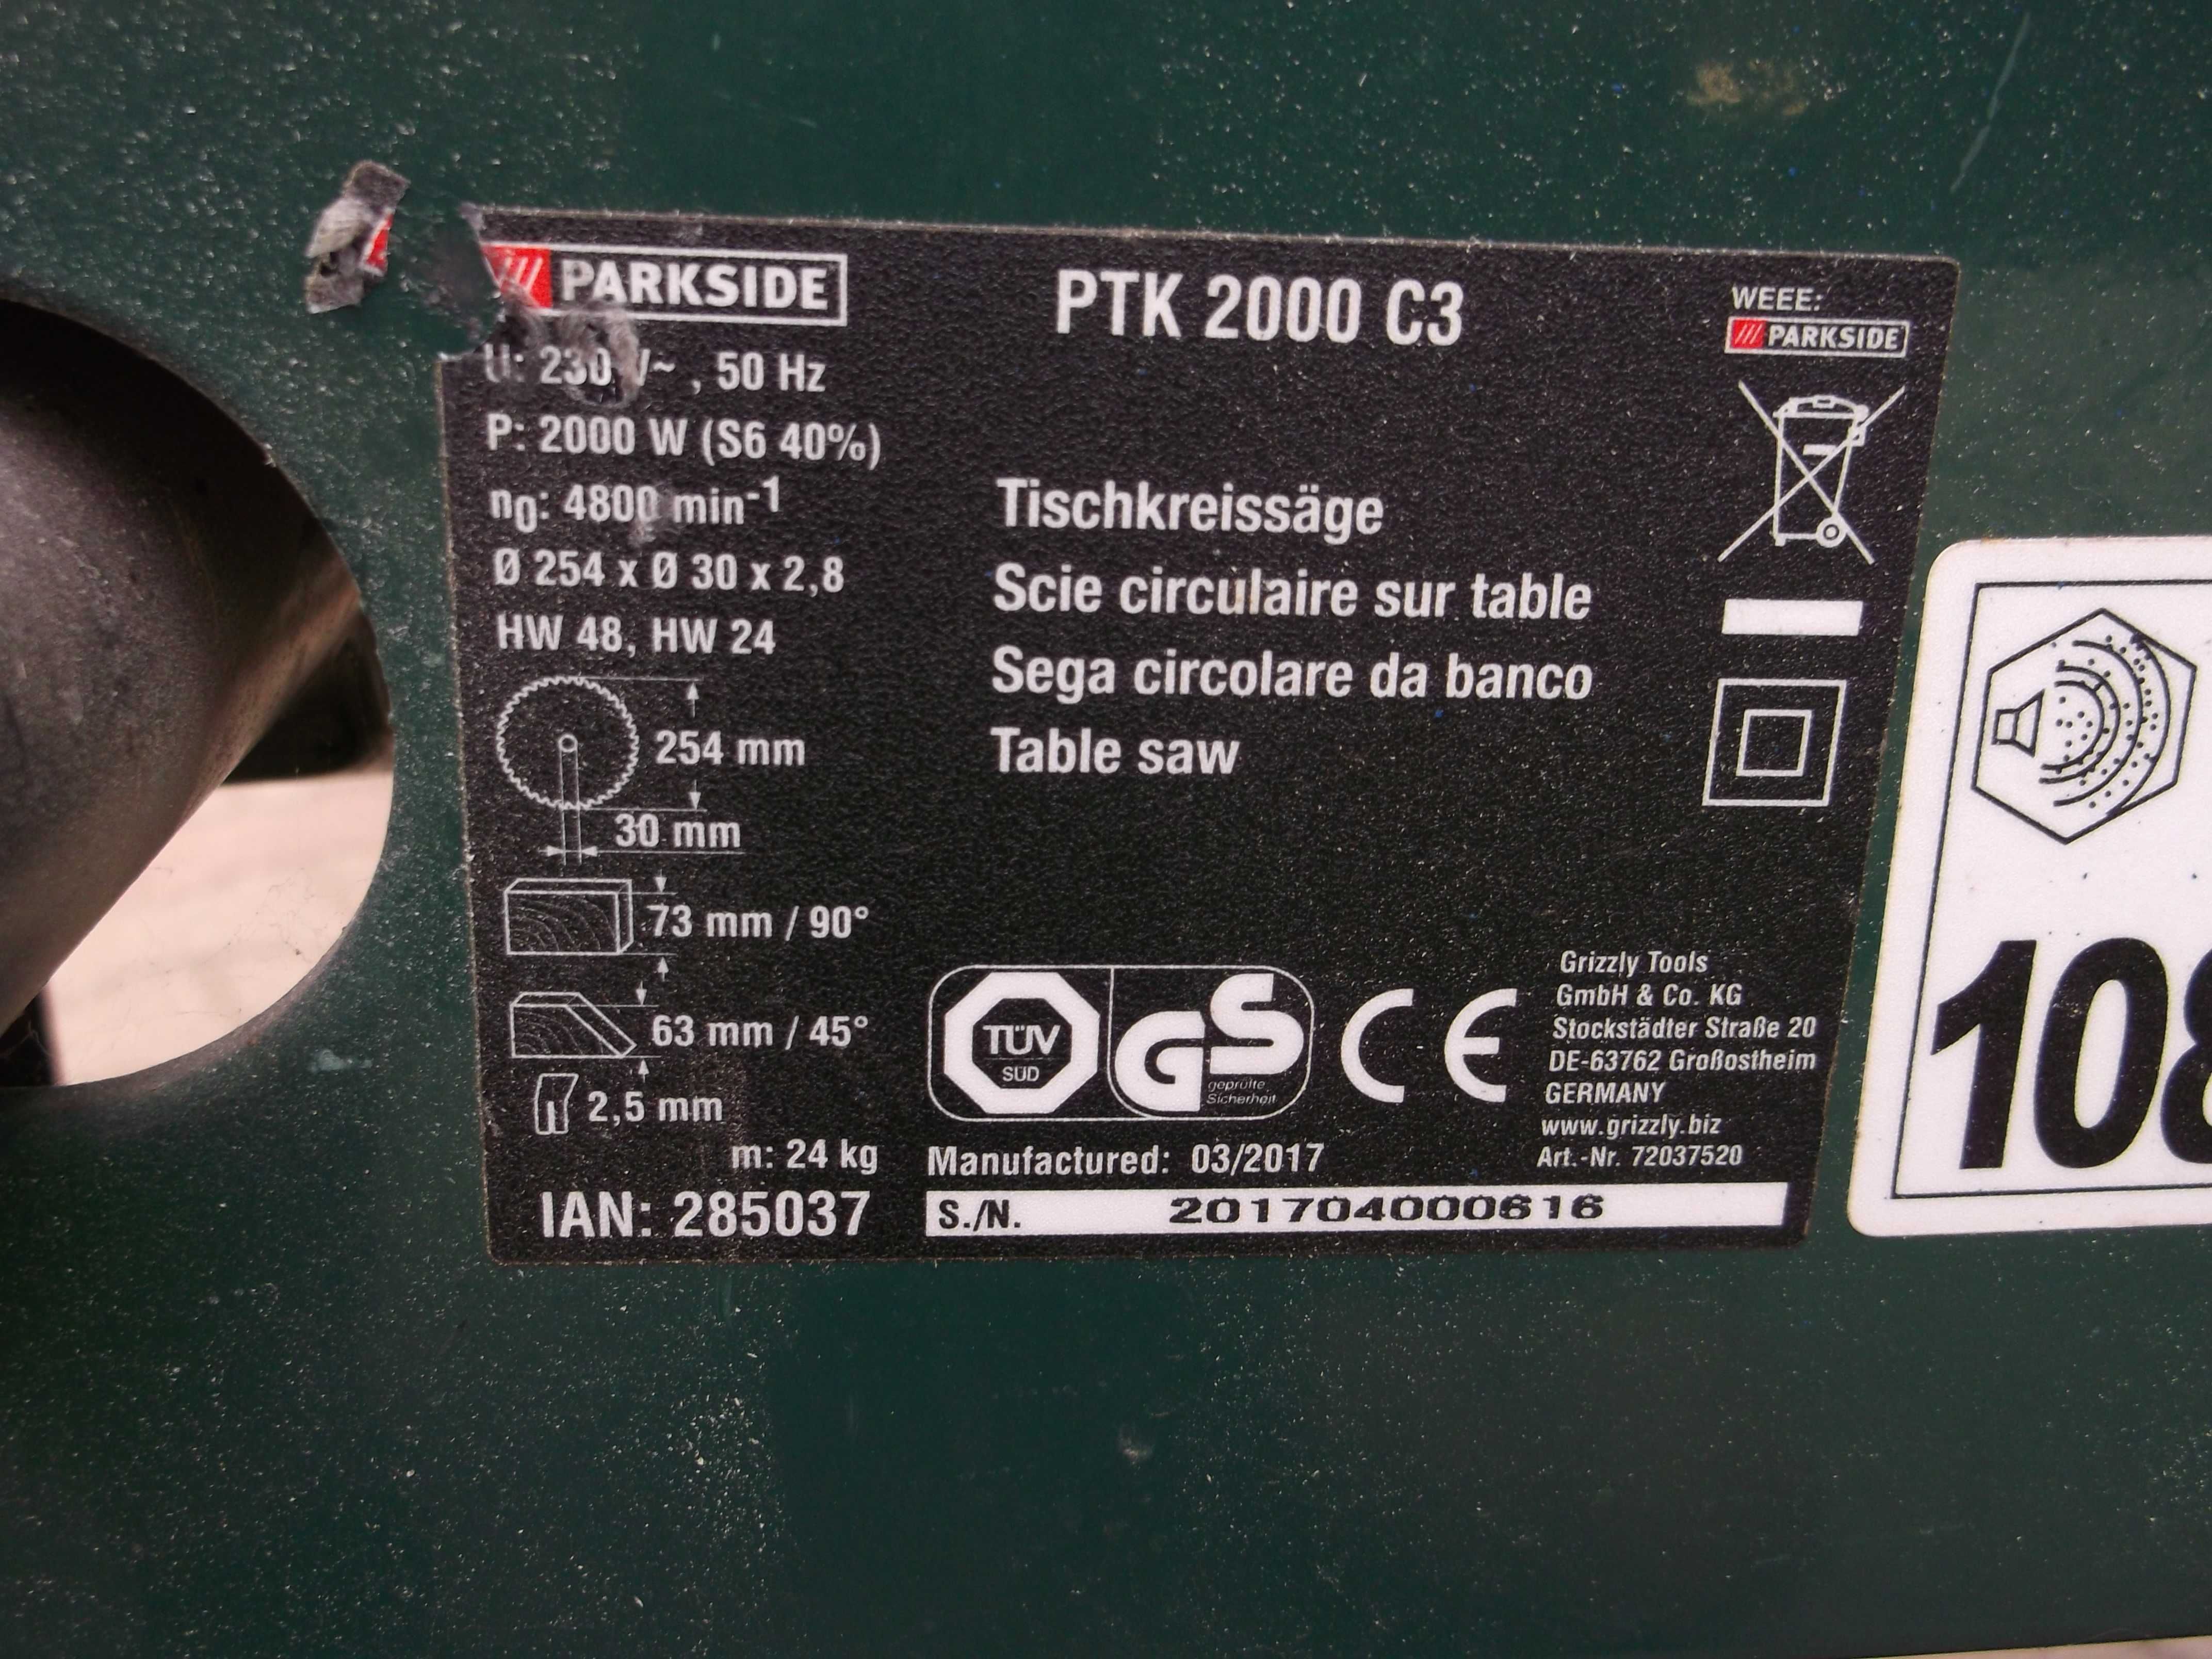 PARKSIDE
PTK 2000 C3
WEEE:
PARKSIDE
U: 230 V~ , 50 Hz
P: 2000 W (S6 40%)
n0: 4800 min-1
Ø 254 x Ø 30 x 2,8
HW 48, HW 24
254 mm
30 mm
73 mm / 90°
63 mm / 45°
2,5 mm
m: 24 kg
IAN: 285037
Tischkreissäge
Scie circulaire sur table
Sega circolare da banco
Table saw
TÜV
SÜD
GS
geprüfte
Sicherheit
CE
Grizzly Tools
GmbH & Co. KG
Stockstädter Straße 20
DE-63762 Großostheim
GERMANY
www.grizzly.biz
Art.-Nr. 72037520
Manufactured: 03/2017
S./N. 201704000616